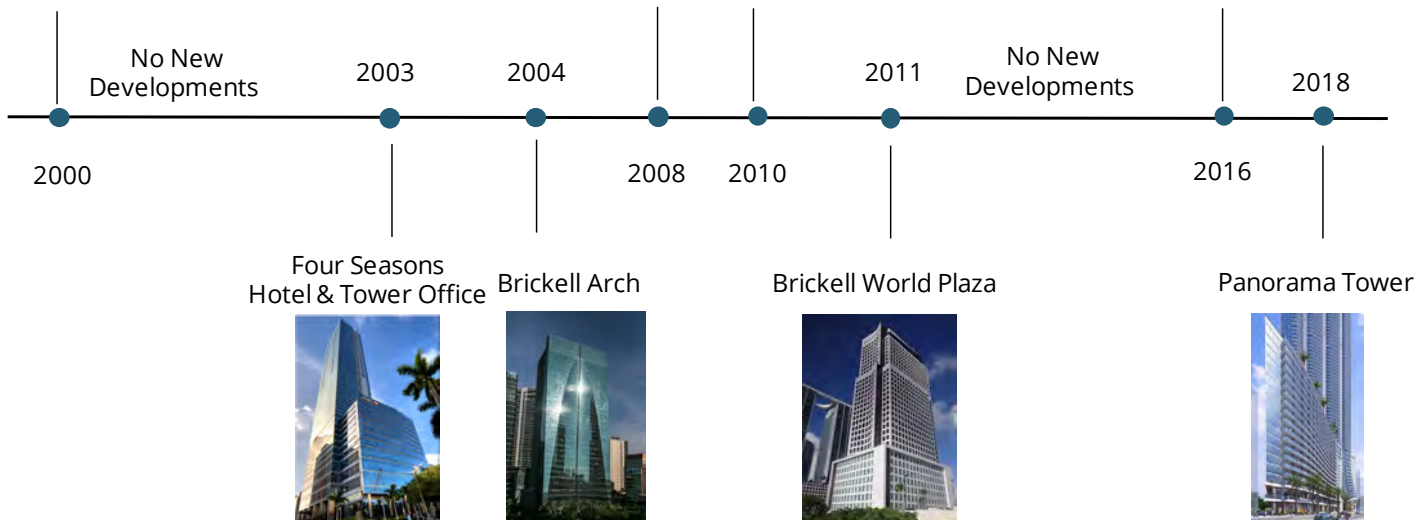 No New
Developments
2003
2004
2011
No New
Developments
2018
2000
2008
2010
2016
Four Seasons
Hotel & Tower Office
Brickell Arch
Brickell World Plaza
Panorama Tower